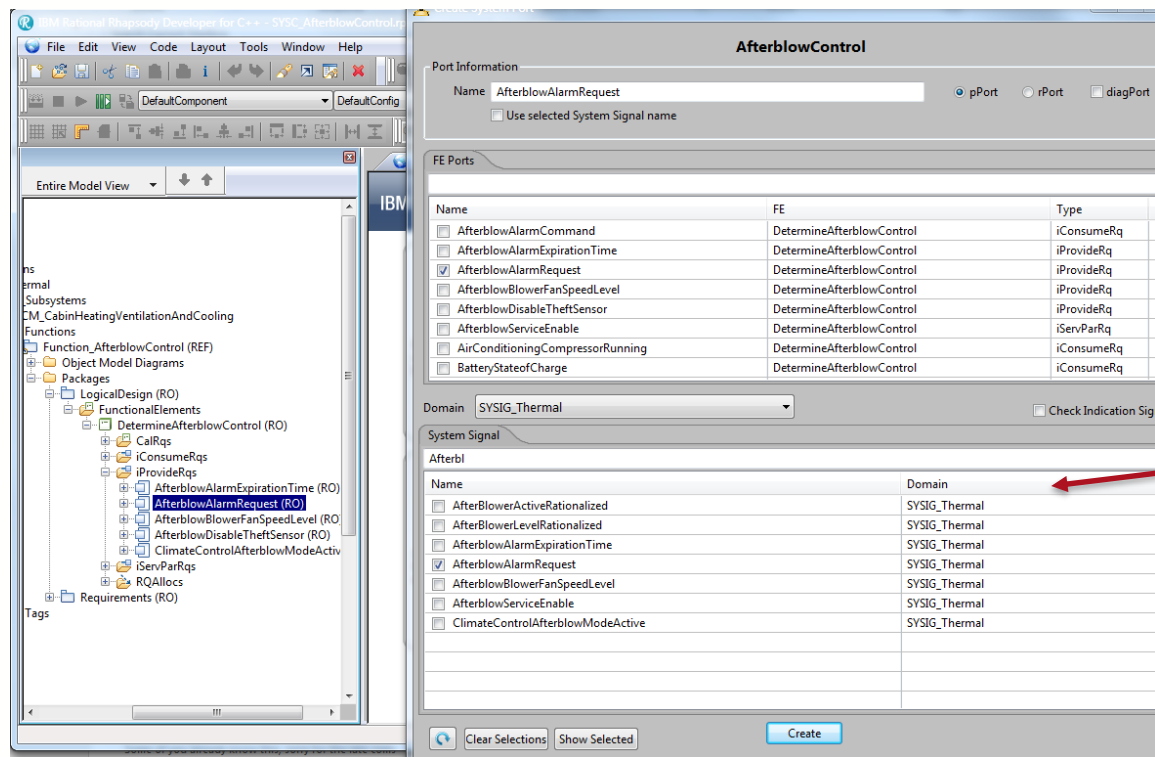 IBM Rational Rhapsody Developer for C++ - SYSC_AfterblowControl.rp
File Edit View Code Layout Tools Window Help
DefaultComponent DefaultConfig
Entire Model View
IBM
ns
ermal
_Subsystems
CM_CabinHeatingVentilationAndCooling
Functions
Function_AfterblowControl (REF)
Object Model Diagrams
Packages
LogicalDesign (RO)
FunctionalElements
DetermineAfterblowControl (RO)
CalRqs
iConsumeRqs
iProvideRqs
AfterblowAlarmExpirationTime (RO)
AfterblowAlarmRequest (RO)
AfterblowBlowerFanSpeedLevel (RO
AfterblowDisableTheftSensor (RO)
ClimateControlAfterblowModeActiv
iServParRqs
RQAllocs
Requirements (RO)
Tags
Create System Port
AfterblowControl
Port Information
Name AfterblowAlarmRequest pPort rPort diagPort
Use selected System Signal name
FE Ports
Name FE Type
AfterblowAlarmCommand DetermineAfterblowControl iConsumeRq
AfterblowAlarmExpirationTime DetermineAfterblowControl iProvideRq
AfterblowAlarmRequest DetermineAfterblowControl iProvideRq
AfterblowBlowerFanSpeedLevel DetermineAfterblowControl iProvideRq
AfterblowDisableTheftSensor DetermineAfterblowControl iProvideRq
AfterblowServiceEnable DetermineAfterblowControl iServParRq
AirConditioningCompressorRunning DetermineAfterblowControl iConsumeRq
BatteryStateofCharge DetermineAfterblowControl iConsumeRq
Domain SYSIG_Thermal Check Indication Sig
System Signal
Afterbl
Name Domain
AfterBlowerActiveRationalized SYSIG_Thermal
AfterBlowerLevelRationalized SYSIG_Thermal
AfterblowAlarmExpirationTime SYSIG_Thermal
AfterblowAlarmRequest SYSIG_Thermal
AfterblowBlowerFanSpeedLevel SYSIG_Thermal
AfterblowServiceEnable SYSIG_Thermal
ClimateControlAfterblowModeActive SYSIG_Thermal
Clear Selections Show Selected Create